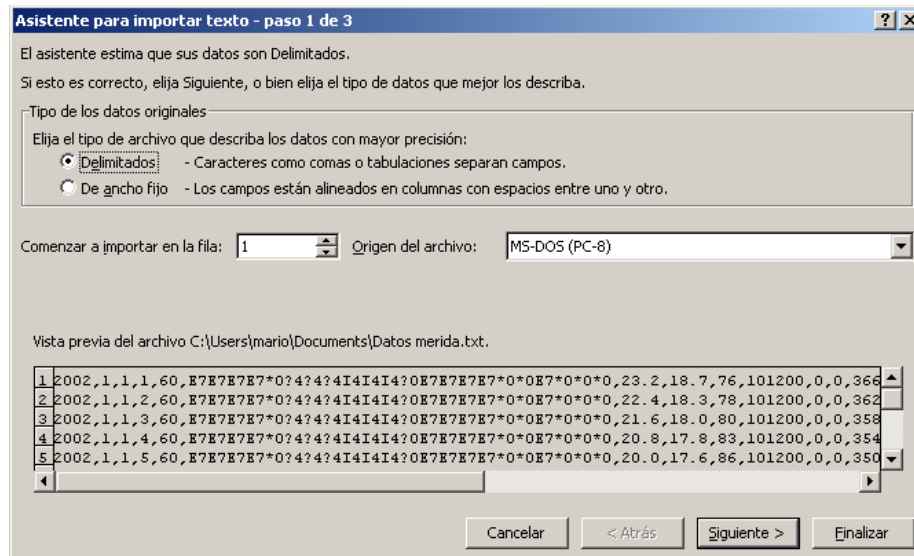 Asistente para importar texto - paso 1 de 3
El asistente estima que sus datos son Delimitados.
Si esto es correcto, elija Siguiente, o bien elija el tipo de datos que mejor los describa.
Tipo de los datos originales
Elija el tipo de archivo que describa los datos con mayor precisión:
Delimitados - Caracteres como comas o tabulaciones separan campos.
De ancho fijo - Los campos están alineados en columnas con espacios entre uno y otro.
Comenzar a importar en la fila: 1 Origen del archivo: MS-DOS (PC-8)
Vista previa del archivo C:\Users\mario\Documents\Datos merida.txt.
1 2002,1,1,1,60,E7E7E7E7*0?4?4?4I4I4I4?0E7E7E7E7*0*0E7*0*0*0,23.2,18.7,76,101200,0,0,366
2 2002,1,1,2,60,E7E7E7E7*0?4?4?4I4I4I4?0E7E7E7E7*0*0E7*0*0*0,22.4,18.3,78,101200,0,0,362
3 2002,1,1,3,60,E7E7E7E7*0?4?4?4I4I4I4?0E7E7E7E7*0*0E7*0*0*0,21.6,18.0,80,101200,0,0,358
4 2002,1,1,4,60,E7E7E7E7*0?4?4?4I4I4I4?0E7E7E7E7*0*0E7*0*0*0,20.8,17.8,83,101200,0,0,354
5 2002,1,1,5,60,E7E7E7E7*0?4?4?4I4I4I4?0E7E7E7E7*0*0E7*0*0*0,20.0,17.6,86,101200,0,0,350
Cancelar < Atrás Siguiente > Finalizar